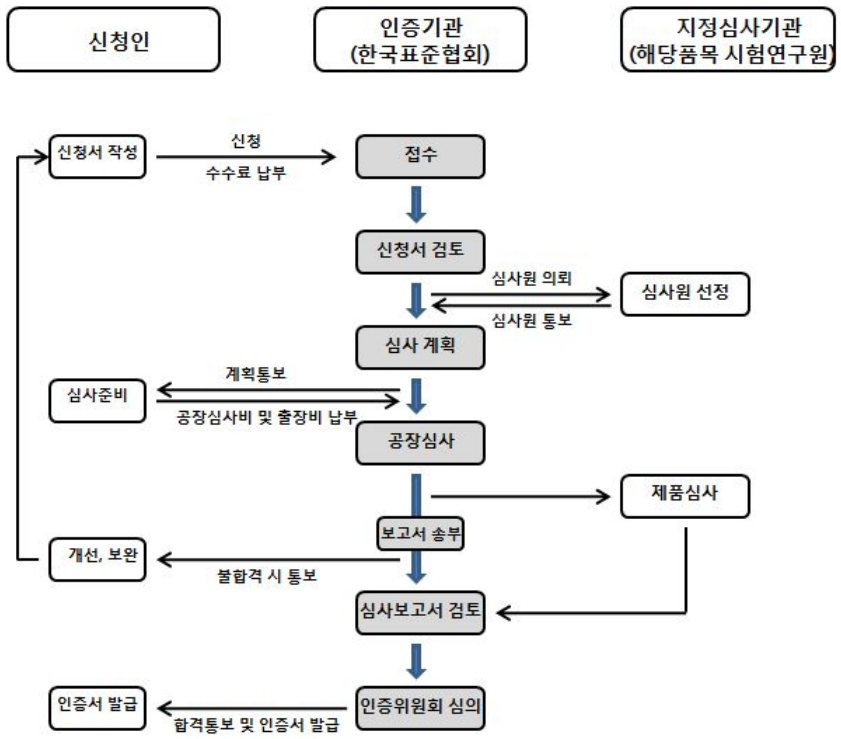 신청인
인증기관
(한국표준협회)
지정심사기관
(해당품목 시험연구원)
신청서 작성
신청
수수료 납부
접수
신청서 검토
심사원 의뢰
심사원 통보
심사원 선정
심사 계획
계획통보
심사준비
공장심사비 및 출장비 납부
공장심사
제품심사
보고서 송부
개선, 보완
불합격 시 통보
심사보고서 검토
인증서 발급
합격통보 및 인증서 발급
인증위원회 심의